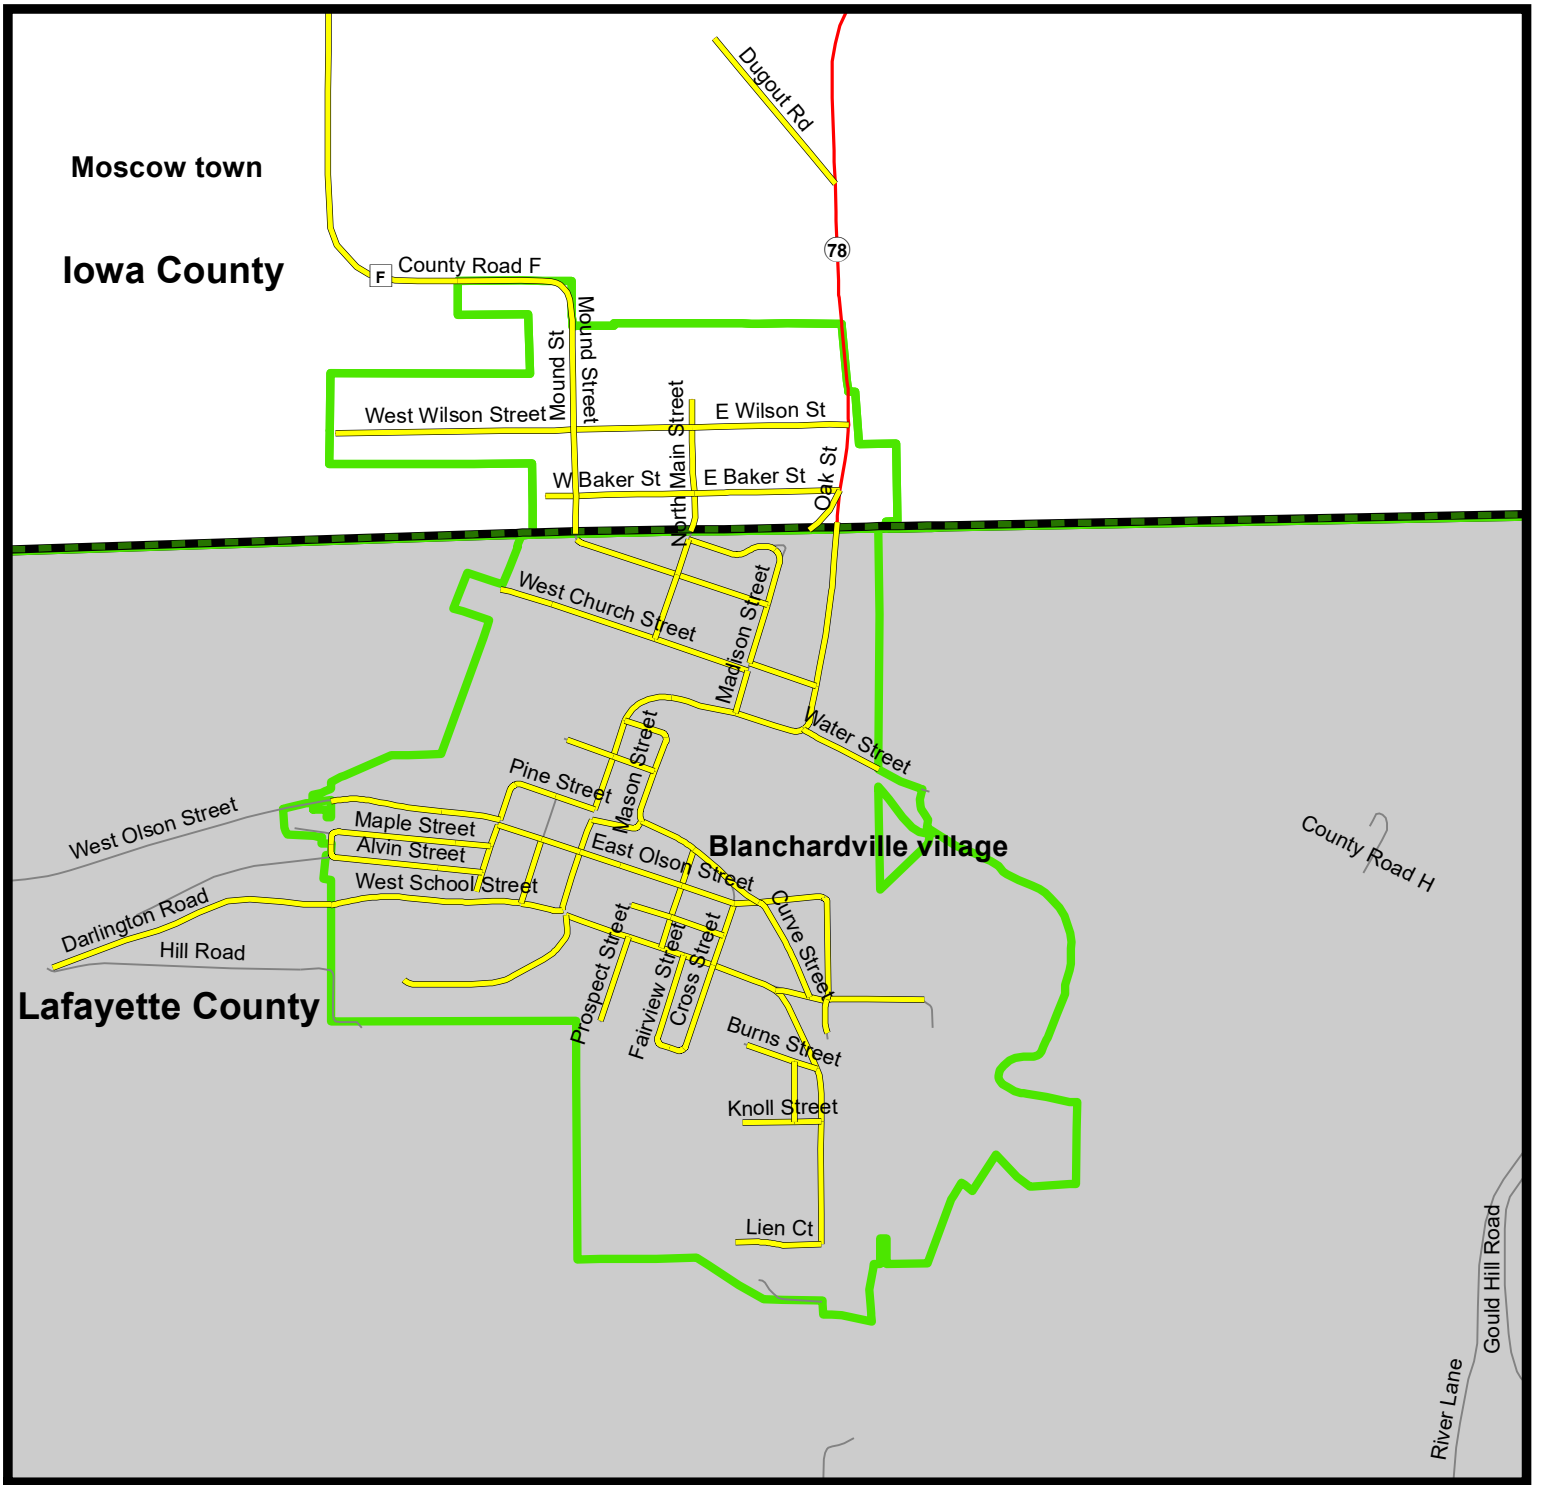 Dugout Rd
Moscow town
78
Iowa County
County Road F
F
Mound St
Mound Street
North Main Street
West Wilson Street
E Wilson St
Oak St
W Baker St
E Baker St
West Church Street
Madison Street
Water Street
Mason Street
Pine Street
West Olson Street
Maple Street
Alvin Street
East Olson Street
Blanchardville village
County Road H
West School Street
Darlington Road
Hill Road
Curve Street
Prospect Street
Fairview Street
Cross Street
Lafayette County
Burns Street
Knoll Street
Lien Ct
Gould Hill Road
River Lane